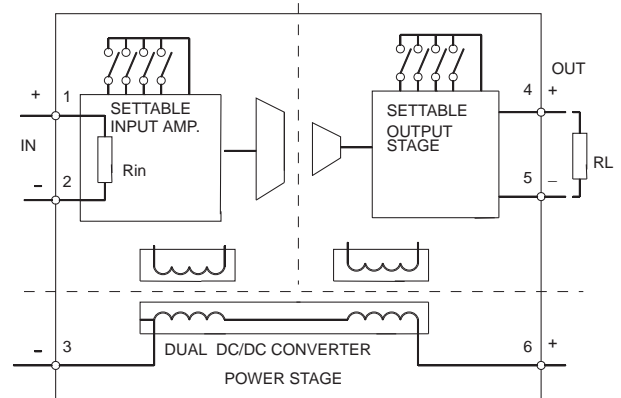 OUT
+ 1
4 +
SETTABLE
INPUT AMP.
SETTABLE
OUTPUT
STAGE
IN
Rin
RL
- 2
5 _
- 3
DUAL DC/DC CONVERTER
6 +
POWER STAGE